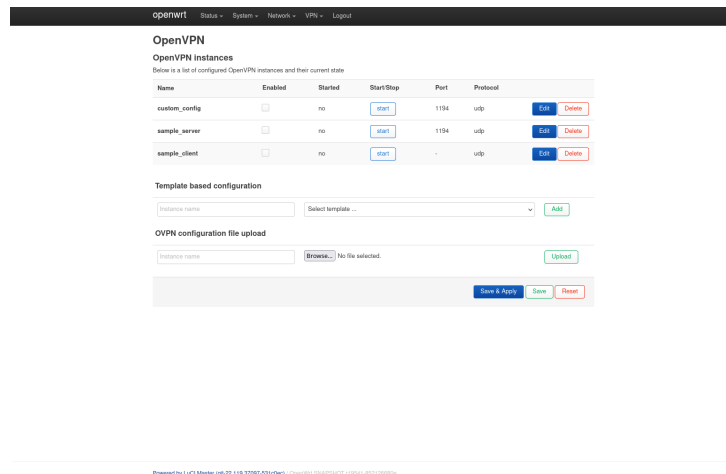 openwrt Status System Network VPN Logout
OpenVPN
OpenVPN instances
Below is a list of configured OpenVPN instances and their current state
Name Enabled Started Start/Stop Port Protocol
custom_config no start 1194 udp Edit Delete
sample_server no start 1194 udp Edit Delete
sample_client no start - udp Edit Delete
Template based configuration
Instance name Select template ... Add
OVPN configuration file upload
Instance name Browse... No file selected. Upload
Save & Apply Save Reset
Powered by LuCI Master